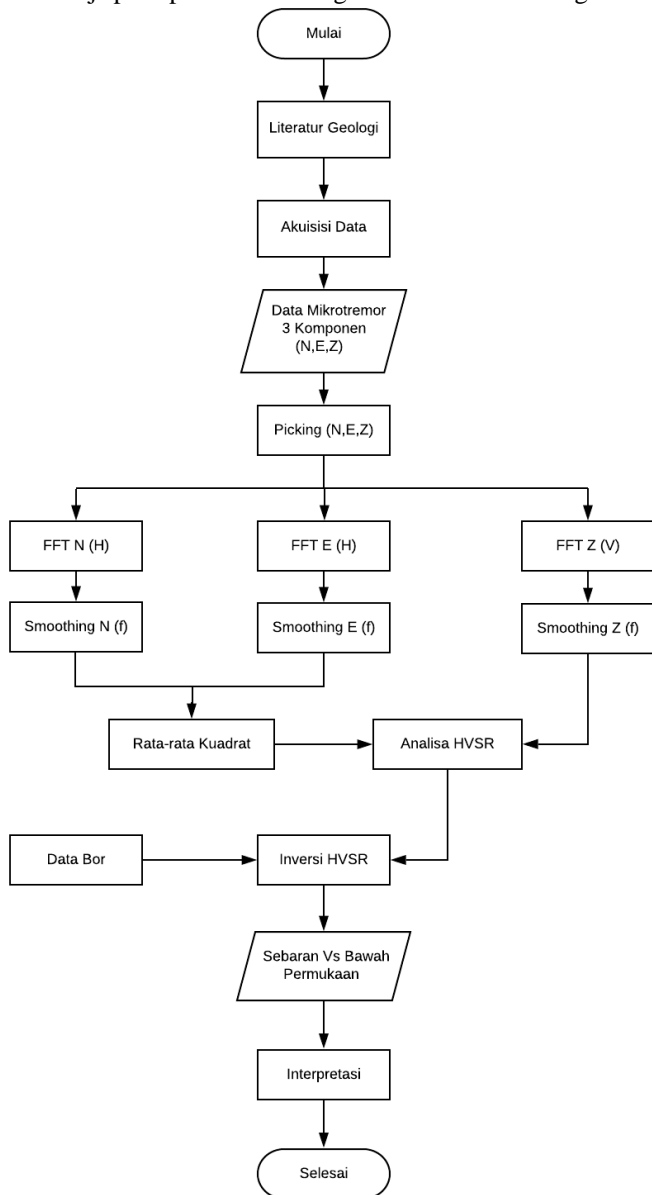 Mulai
Literatur Geologi
Akuisisi Data
Data Mikrotremor
3 Komponen
(N,E,Z)
Picking (N,E,Z)
FFT N (H)
FFT E (H)
FFT Z (V)
Smoothing N (f)
Smoothing E (f)
Smoothing Z (f)
Rata-rata Kuadrat
Analisa HVSR
Data Bor
Inversi HVSR
Sebaran Vs Bawah
Permukaan
Interpretasi
Selesai